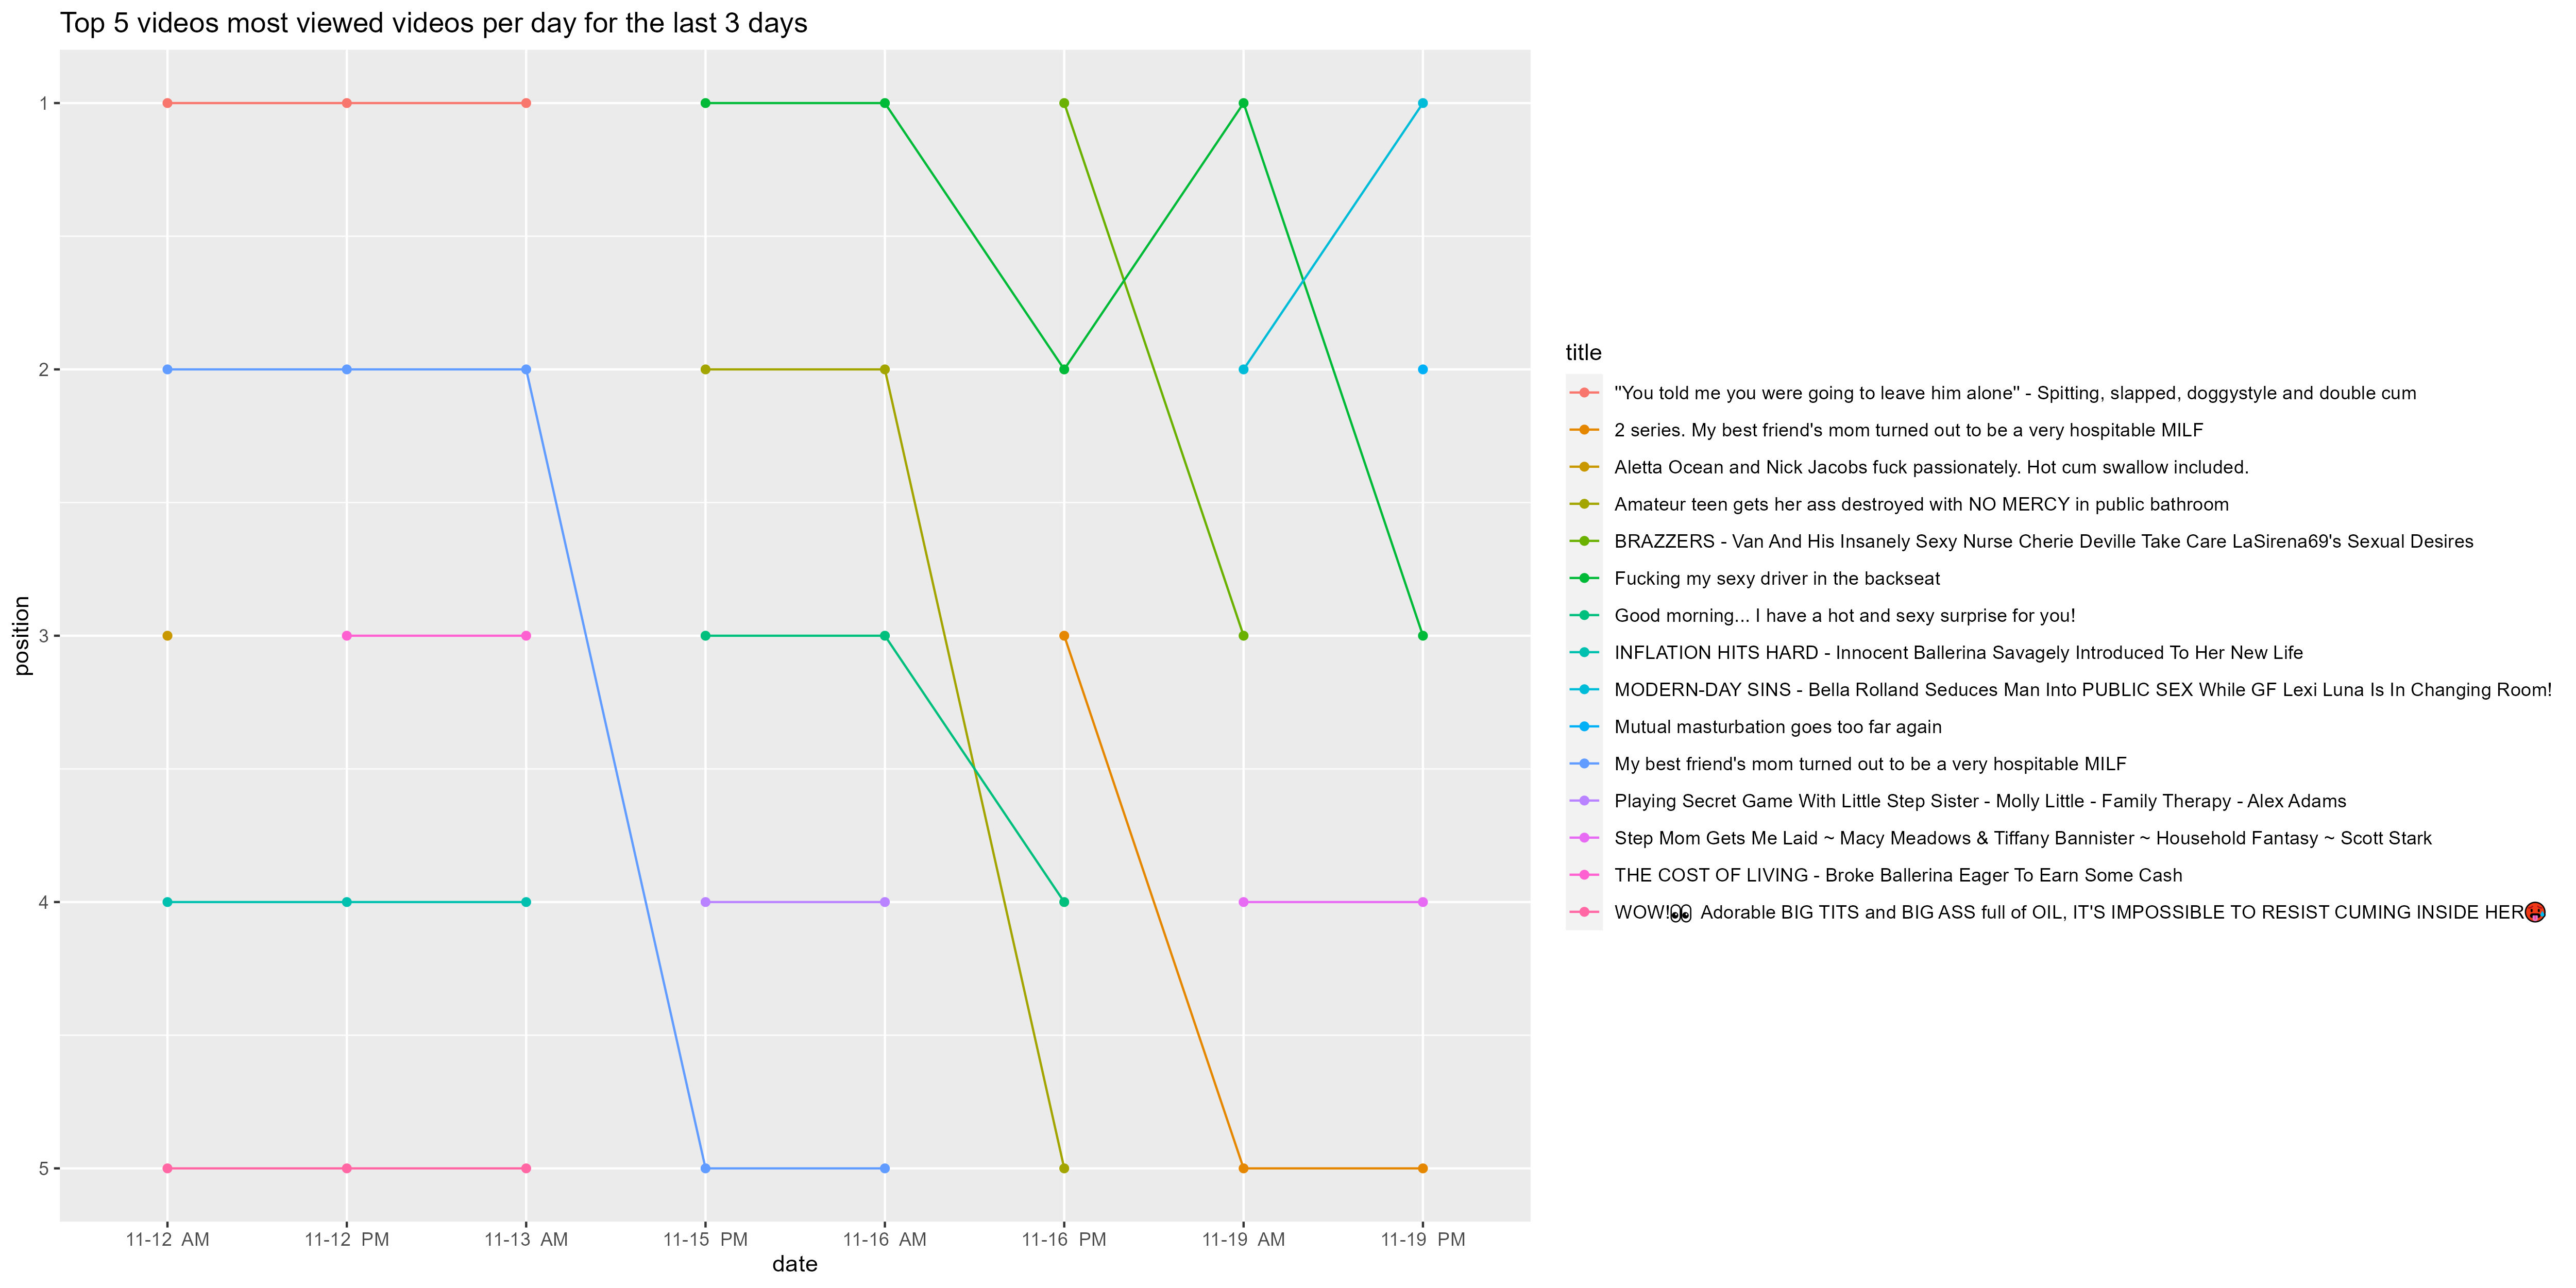 Top 5 videos most viewed videos per day for the last 3 days
position
1
2
3
4
5
11-12 AM
11-12 PM
11-13 AM
11-15 PM
11-16 AM
11-16 PM
11-19 AM
11-19 PM
date
title
"You told me you were going to leave him alone" - Spitting, slapped, doggystyle and double cum
2 series. My best friend's mom turned out to be a very hospitable MILF
Aletta Ocean and Nick Jacobs fuck passionately. Hot cum swallow included.
Amateur teen gets her ass destroyed with NO MERCY in public bathroom
BRAZZERS - Van And His Insanely Sexy Nurse Cherie Deville Take Care LaSirena69's Sexual Desires
Fucking my sexy driver in the backseat
Good morning... I have a hot and sexy surprise for you!
INFLATION HITS HARD - Innocent Ballerina Savagely Introduced To Her New Life
MODERN-DAY SINS - Bella Rolland Seduces Man Into PUBLIC SEX While GF Lexi Luna Is In Changing Room!
Mutual masturbation goes too far again
My best friend's mom turned out to be a very hospitable MILF
Playing Secret Game With Little Step Sister - Molly Little - Family Therapy - Alex Adams
Step Mom Gets Me Laid ~ Macy Meadows & Tiffany Bannister ~ Household Fantasy ~ Scott Stark
THE COST OF LIVING - Broke Ballerina Eager To Earn Some Cash
WOW!👀 Adorable BIG TITS and BIG ASS full of OIL, IT'S IMPOSSIBLE TO RESIST CUMING INSIDE HER🥵